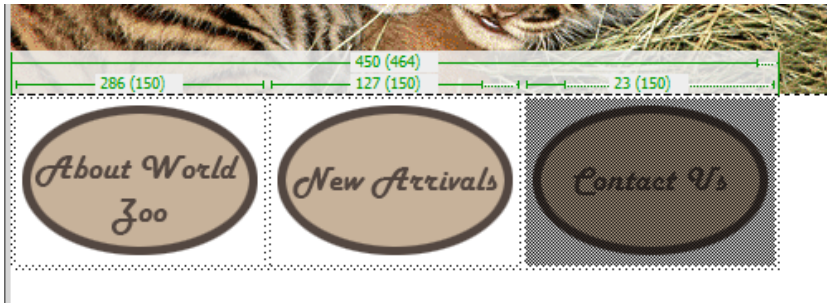 450 (464)
286 (150) 127 (150) 23 (150)
About World
Zoo
New Arrivals
Contact Us